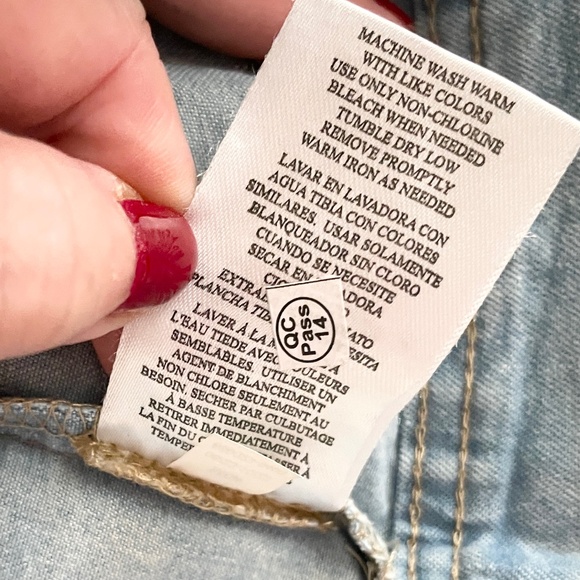 MACHINE WASH WARM
WITH LIKE COLORS
USE ONLY NON-CHLORINE
BLEACH WHEN NEEDED
TUMBLE DRY LOW
REMOVE PROMPTLY
WARM IRON AS NEEDED
LAVAR EN LAVADORA CON
AGUA TIBIA CON COLORES
SIMILARES. USAR SOLAMENTE
BLANQUEADOR SIN CLORO
CUANDO SE NECESITE
SECAR EN
PLANCHA
QC
Pass
14
LAVER À LA
L'EAU TIEDE AVEC
SEMBLABLES, UTILISER UN
AGENT DE BLANCHIMENT
NON CHLORE SEULEMENT AU
BESOIN, SECHER PAR CULBUTAGE
À BASSE TEMPERATURE
LA FIN DU
RETIRER IMMEDIATEMENT À